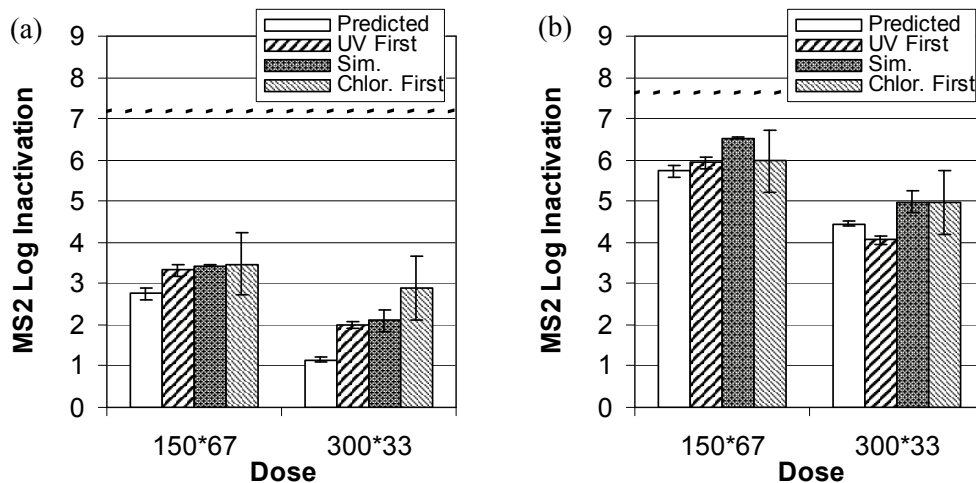 (a)
MS2 Log Inactivation
9
8
7
6
5
4
3
2
1
0
Predicted
UV First
Sim.
Chlor. First
150*67
300*33
Dose
(b)
MS2 Log Inactivation
9
8
7
6
5
4
3
2
1
0
Predicted
UV First
Sim.
Chlor. First
150*67
300*33
Dose